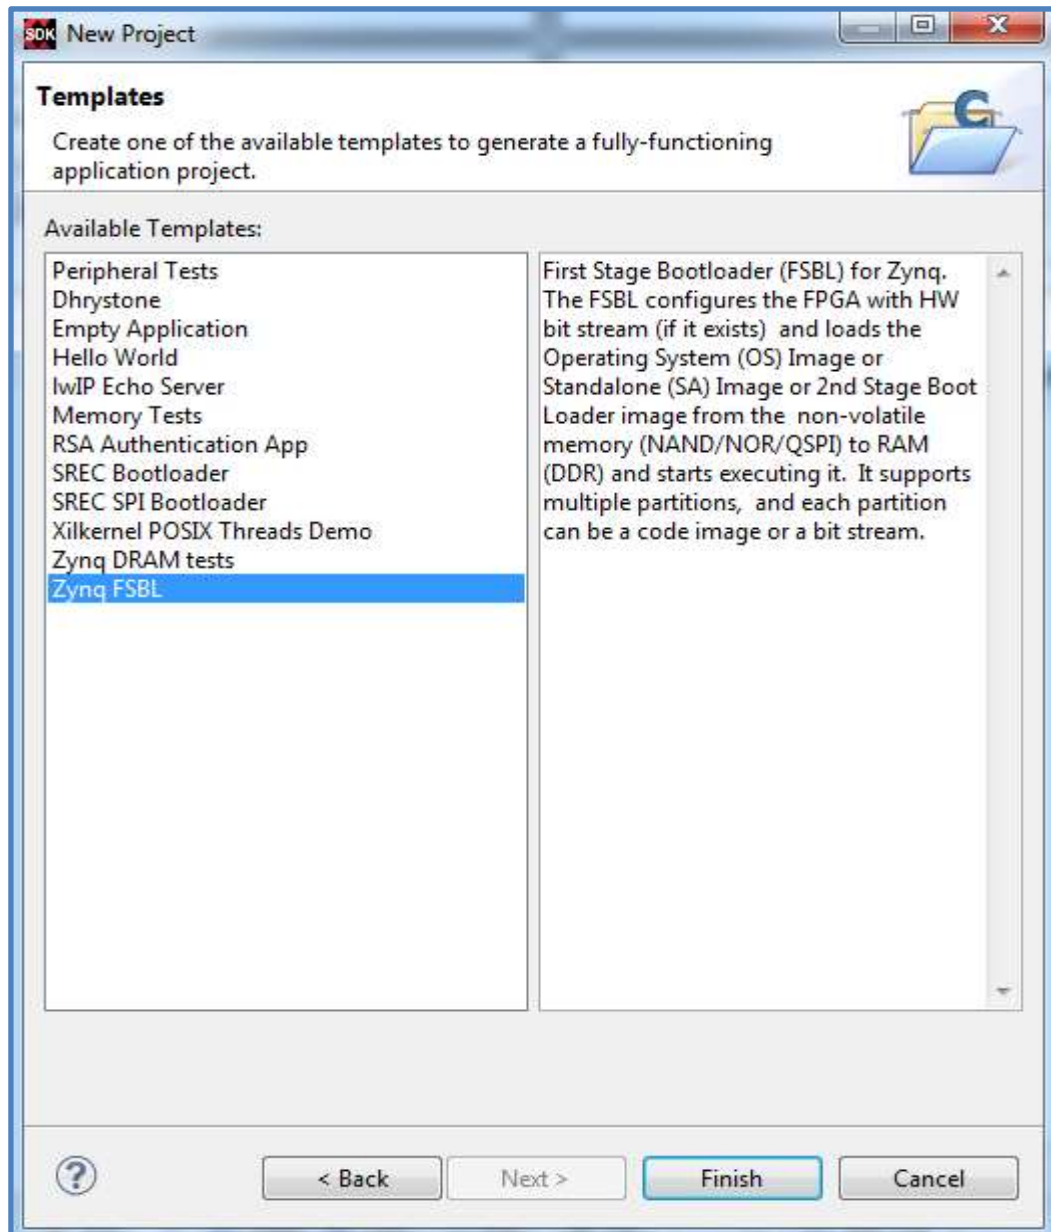 SDK New Project
Templates
Create one of the available templates to generate a fully-functioning
application project.
C
Available Templates:
Peripheral Tests
Dhrystone
Empty Application
Hello World
lwIP Echo Server
Memory Tests
RSA Authentication App
SREC Bootloader
SREC SPI Bootloader
Xilkernel POSIX Threads Demo
Zynq DRAM tests
Zynq FSBL
First Stage Bootloader (FSBL) for Zynq.
The FSBL configures the FPGA with HW
bit stream (if it exists)  and loads the
Operating System (OS) Image or
Standalone (SA) Image or 2nd Stage Boot
Loader image from the  non-volatile
memory (NAND/NOR/QSPI) to RAM
(DDR) and starts executing it.  It supports
multiple partitions,  and each partition
can be a code image or a bit stream.
? < Back Next > Finish Cancel